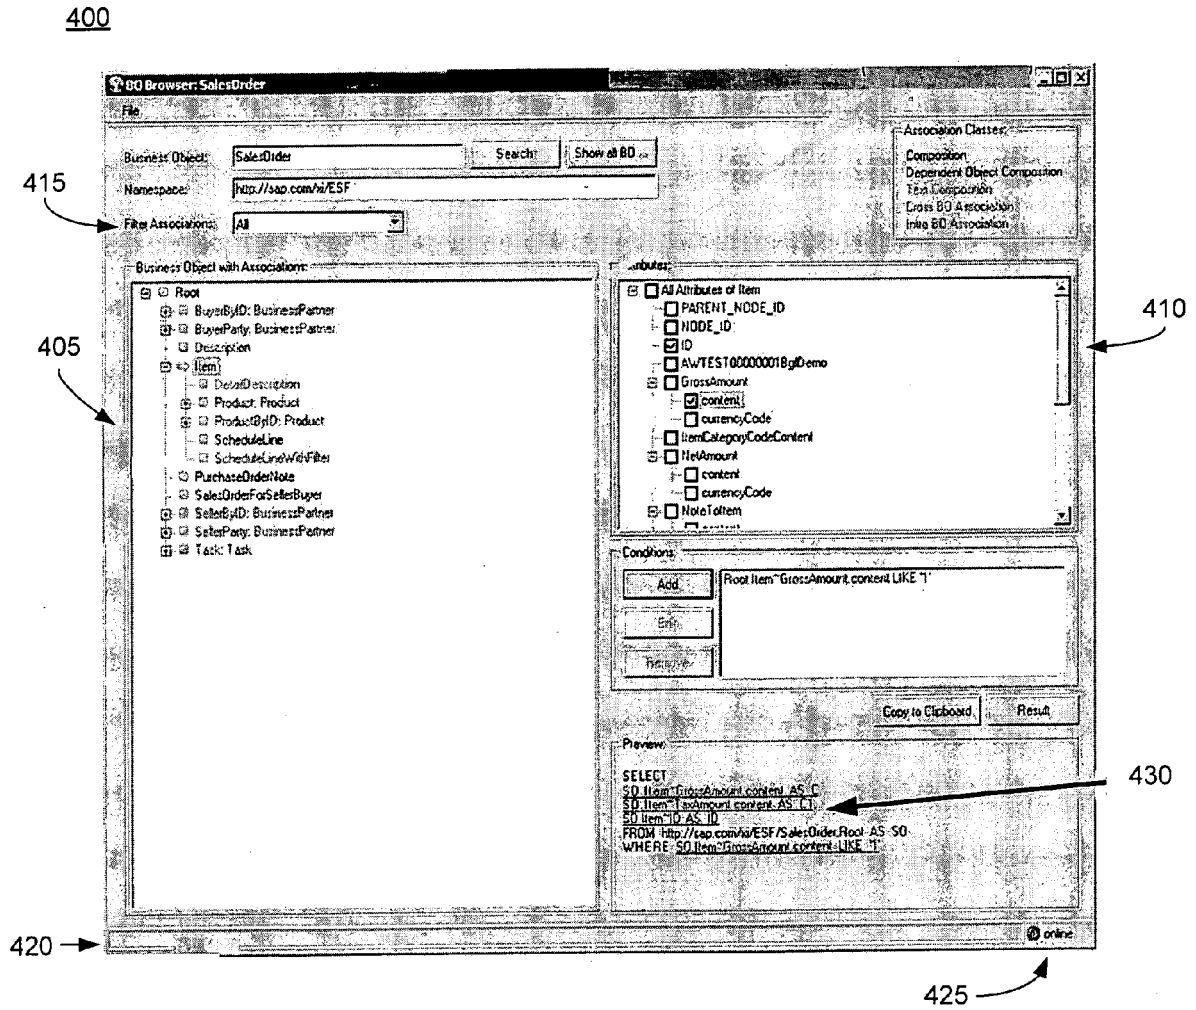 400
BO Browser: SalesOrder
File
Association Classes:
Composition
Dependent Object Composition
Text Composition
Cross BO Association
Intra BO Association
Business Object: SalesOrder Search Show all BO ...
415
Namespace: http://sap.com/xi/ESF
Filter Associations: All
Business Object with Associations:
Root
BuyerByID: BusinessPartner
BuyerParty: BusinessPartner
Description
Item
DetailDescription
Product: Product
ProductByID: Product
ScheduleLine
ScheduleLineWithFilter
PurchaseOrderNote
SalesOrderForSellerBuyer
SellerByID: BusinessPartner
SellerParty: BusinessPartner
Task: Task
405
All Attributes of Item
PARENT_NODE_ID
NODE_ID
ID
AWTEST00000001BglDemo
GrossAmount
content
currencyCode
ItemCategoryCodeContent
NetAmount
content
currencyCode
NoteToItem
content
410
Conditions:
Add
Remove
Root.Item~GrossAmount.content LIKE '1'
Copy to Clipboard Result
Preview:
SELECT
SO.Item~GrossAmount.content AS C
SO.Item~TaxAmount.content AS C1,
SO.Item~ID AS ID
FROM http://sap.com/xi/ESF/SalesOrder.Root AS SO
WHERE SO.Item~GrossAmount.content LIKE '1'
430
420
online
425